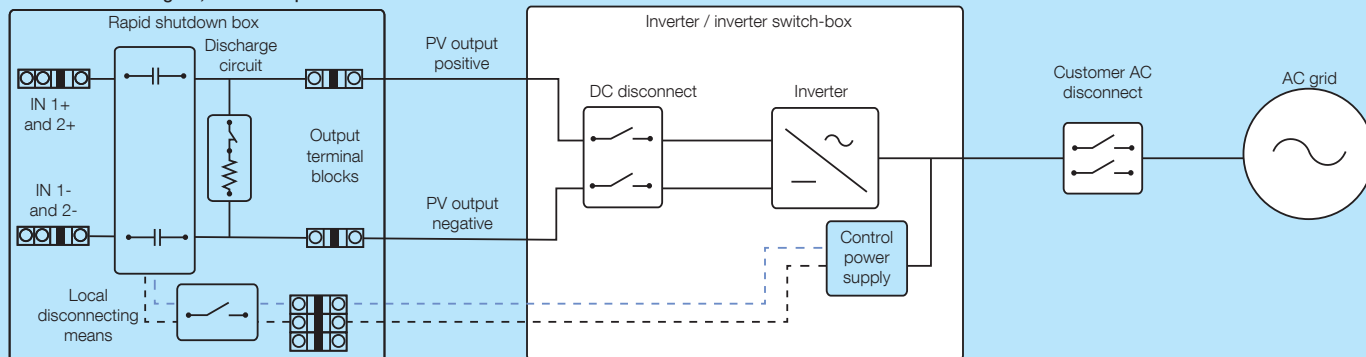 Rapid shutdown box
Discharge
circuit
IN 1+
and 2+
IN 1-
and 2-
Output
terminal
blocks
Local
disconnecting
means
PV output
positive
PV output
negative
Inverter / inverter switch-box
DC disconnect
Inverter
Control
power
supply
Customer AC
disconnect
AC grid